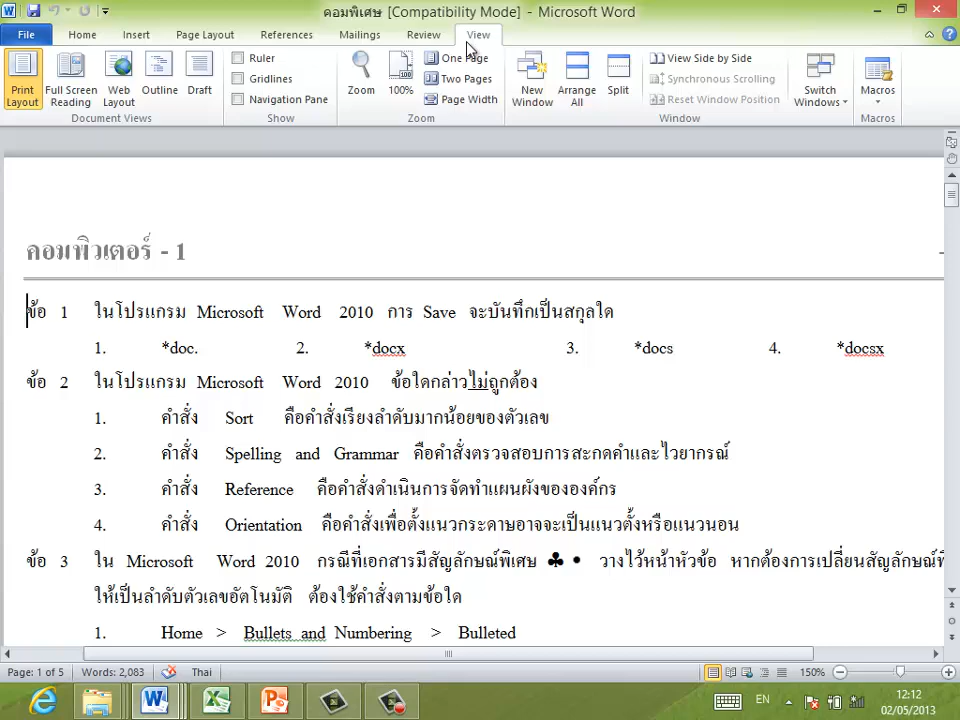 คอมพิเศษ [Compatibility Mode] - Microsoft Word
File Home Insert Page Layout References Mailings Review View
Print Layout
Full Screen Reading
Web Layout
Outline
Draft
Document Views
Ruler
Gridlines
Navigation Pane
Show
Zoom
100%
One Page
Two Pages
Page Width
Zoom
New Window
Arrange All
Split
View Side by Side
Synchronous Scrolling
Reset Window Position
Window
Switch Windows
Macros
Macros
คอมพิวเตอร์ - 1
ข้อ 1 ในโปรแกรม Microsoft Word 2010 การ Save จะบันทึกเป็นสกุลใด
1. *doc. 2. *docx 3. *docs 4. *docsx
ข้อ 2 ในโปรแกรม Microsoft Word 2010 ข้อใดกล่าวไม่ถูกต้อง
1. คำสั่ง Sort คือคำสั่งเรียงลำดับมากน้อยของตัวเลข
2. คำสั่ง Spelling and Grammar คือคำสั่งตรวจสอบการสะกดคำและไวยากรณ์
3. คำสั่ง Reference คือคำสั่งดำเนินการจัดทำแผนผังขององค์กร
4. คำสั่ง Orientation คือคำสั่งเพื่อตั้งแนวกระดาษอาจจะเป็นแนวตั้งหรือแนวนอน
ข้อ 3 ใน Microsoft Word 2010 กรณีที่เอกสารมีสัญลักษณ์พิเศษ ♣ • วางไว้หน้าหัวข้อ หากต้องการเปลี่ยนสัญลักษณ์
ให้เป็นลำดับตัวเลขอัตโนมัติ ต้องใช้คำสั่งตามข้อใด
1. Home > Bullets and Numbering > Bulleted
Page: 1 of 5 Words: 2,083 Thai 150%
EN 12:12
02/05/2013